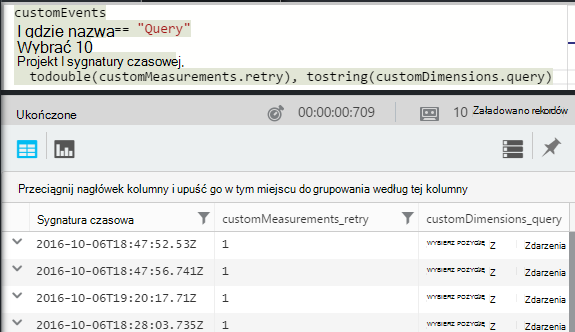 customEvents
I gdzie nazwa== "Query"
Wybrać 10
Projekt I sygnatury czasowej.
todouble(customMeasurements.retry), tostring(customDimensions.query)
Ukończone 00:00:00:709 10 Załadowano rekordów
Przeciągnij nagłówek kolumny i upuść go w tym miejscu do grupowania według tej kolumny
Sygnatura czasowa customMeasurements_retry customDimensions_query
2016-10-06T18:47:52.53Z 1 WYBIERZ POZYCJĘ Z Zdarzenia
2016-10-06T18:47:56.741Z 1 WYBIERZ POZYCJĘ Z Zdarzenia
2016-10-06T19:20:17.71Z 1 WYBIERZ POZYCJĘ Z Zdarzenia
2016-10-06T18:28:03.735Z 1 WYBIERZ POZYCJĘ Z Zdarzenia